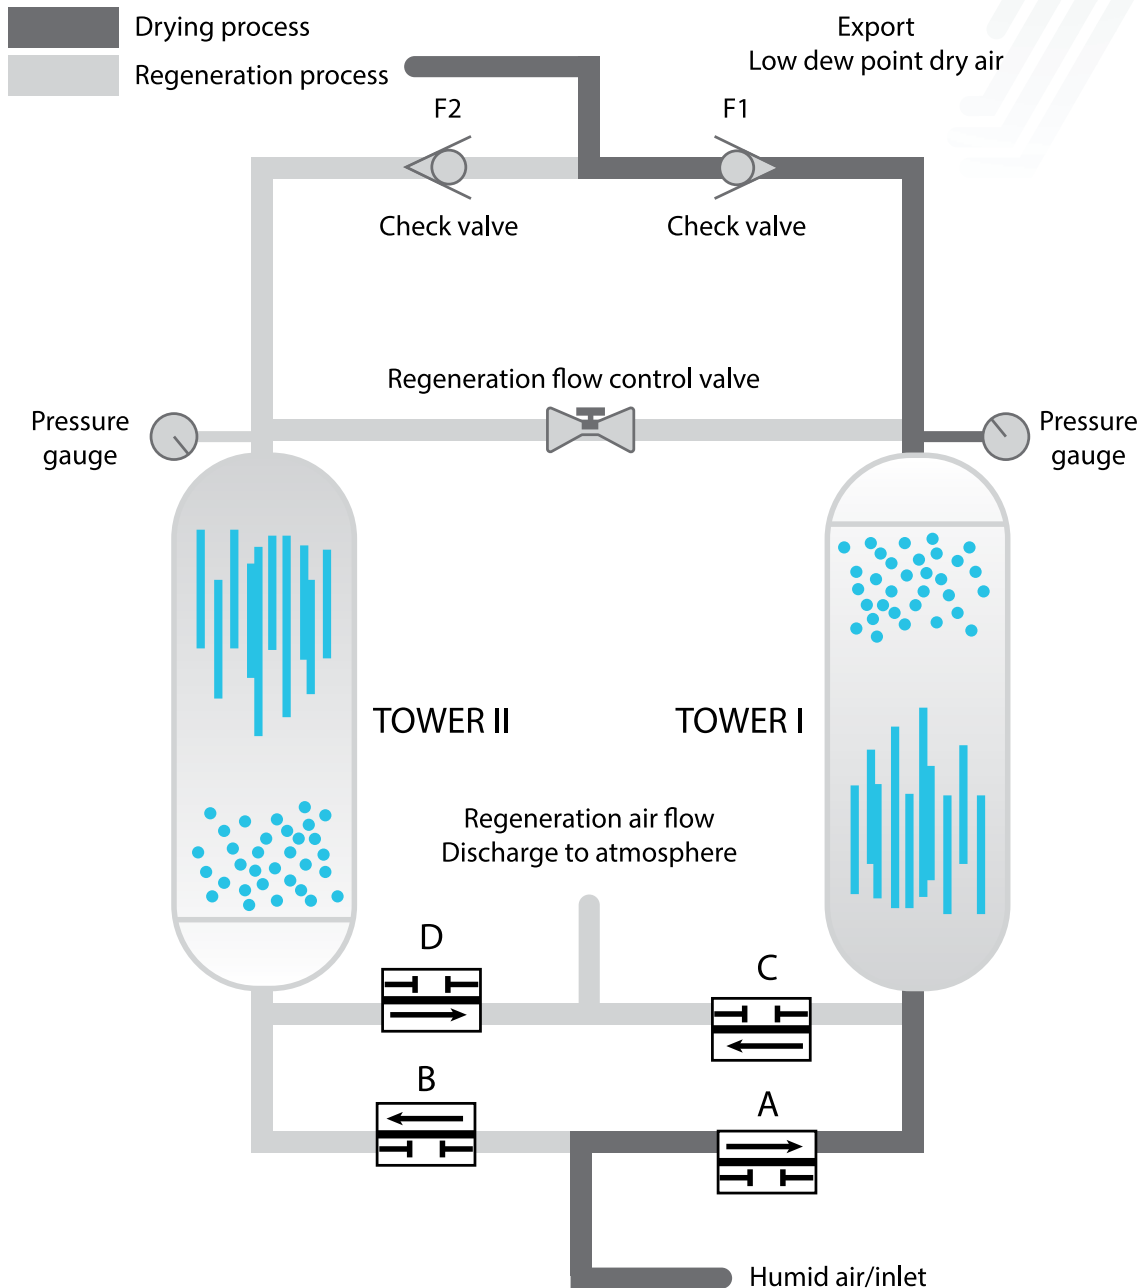 Drying process
Regeneration process
Export
Low dew point dry air
F2
F1
Check valve
Check valve
Regeneration flow control valve
Pressure
gauge
Pressure
gauge
TOWER II
TOWER I
Regeneration air flow
Discharge to atmosphere
D
C
B
A
Humid air/inlet